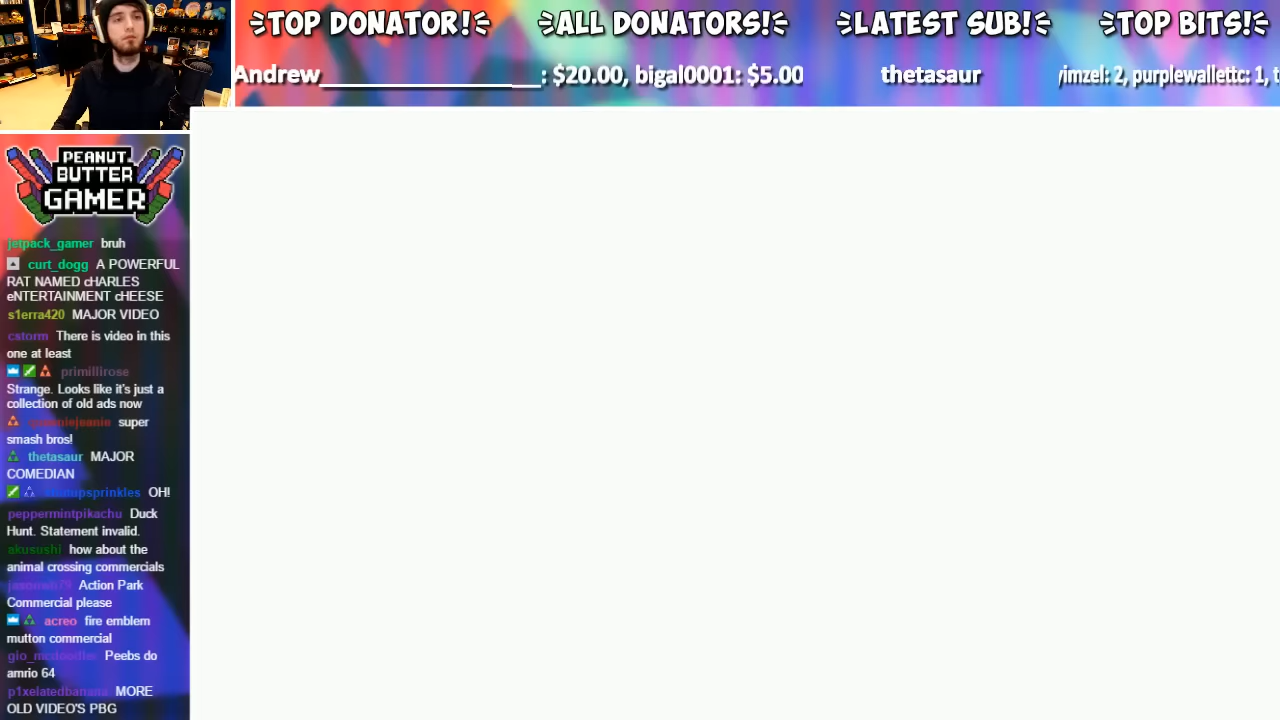 TOP DONATOR! ALL DONATORS! LATEST SUB! TOP BITS!
Andrew__________________: $20.00, bigal0001: $5.00 thetasaur yimzel: 2, purplewallettc: 1, t
PEANUT
BUTTER
GAMER
jetpack_gamer bruh
curt_dogg A POWERFUL
RAT NAMED cHARLES
eNTERTAINMENT cHEESE
s1erra420 MAJOR VIDEO
cstorm There is video in this
one at least
primillirose
Strange. Looks like it's just a
collection of old ads now
super
smash bros!
thetasaur MAJOR
COMEDIAN
OH!
peppermintpikachu Duck
Hunt. Statement invalid.
akusushi how about the
animal crossing commercials
Action Park
Commercial please
acreo fire emblem
mutton commercial
Peebs do
amrio 64
p1xelatedbanana MORE
OLD VIDEO'S PBG